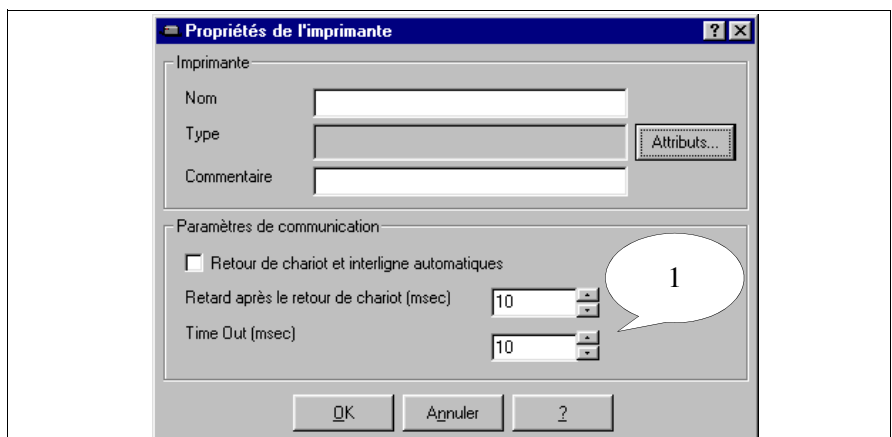 Propriétés de l'imprimante
Imprimante
Nom
Type
Attributs...
Commentaire
Paramètres de communication
Retour de chariot et interligne automatiques
1
Retard après le retour de chariot (msec)
10
Time Out (msec)
10
OK
Annuler
?